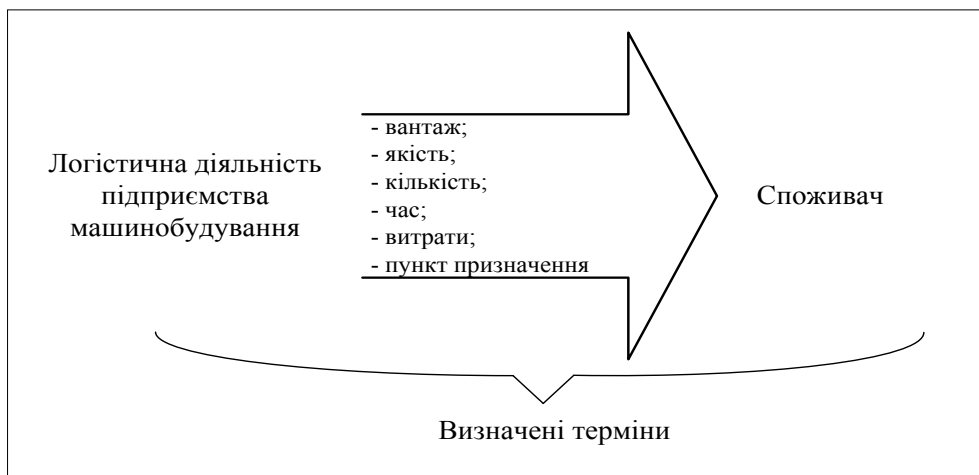 Логістична діяльність
підприємства
машинобудування
- вантаж;
- якість;
- кількість;
- час;
- витрати;
- пункт призначення
Споживач
Визначені терміни